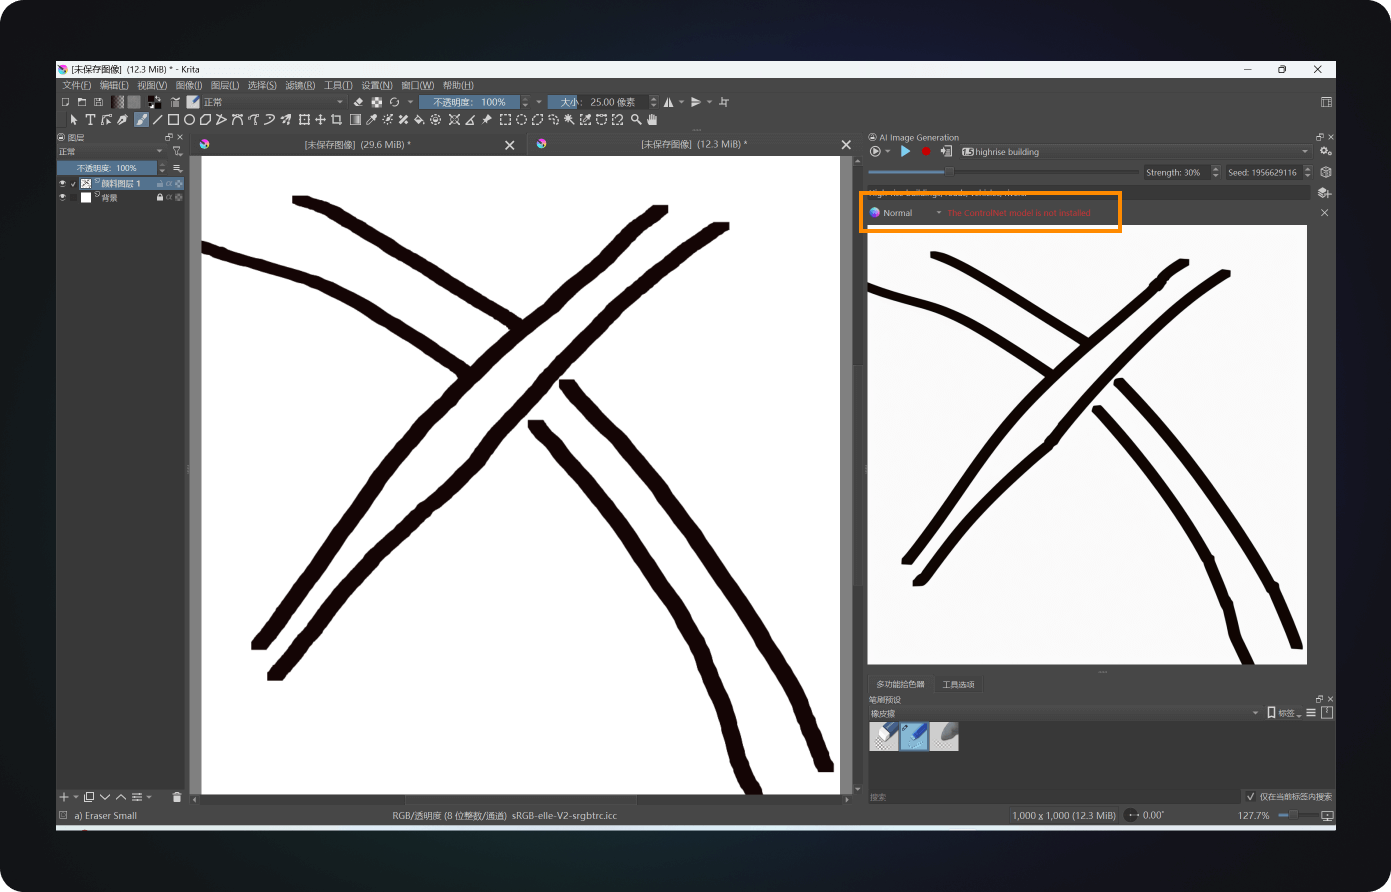 [未保存图像] (12.3 MiB) * - Krita
文件(F) 编辑(E) 视图(V) 图像(I) 图层(L) 选择(S) 滤镜(R) 工具(T) 设置(N) 窗口(W) 帮助(H)
正常 不透明度: 100% 大小: 25.00 像素
图层
正常
不透明度: 100%
颜料图层 1
背景
[未保存图像] (29.6 MiB) *
[未保存图像] (12.3 MiB) *
AI Image Generation
1.5 highrise building
Strength: 30% Seed: 1956629116
Normal The ControlNet model is not installed
多功能拾色器 工具选项
笔刷预设
橡皮擦 标签
搜索 仅在当前标签内搜索
a) Eraser Small RGB/透明度 (8 位整数/通道) sRGB-elle-V2-srgbtrc.icc 1,000 x 1,000 (12.3 MiB) 0.00° 127.7%